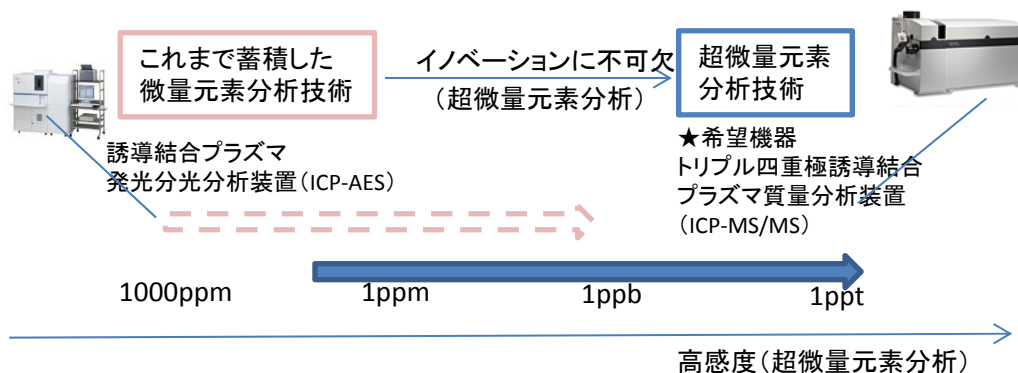 これまで蓄積した
微量元素分析技術
イノベーションに不可欠
(超微量元素分析)
超微量元素
分析技術
誘導結合プラズマ
発光分光分析装置(ICP-AES)
★希望機器
トリプル四重極誘導結合
プラズマ質量分析装置
(ICP-MS/MS)
1000ppm
1ppm
1ppb
1ppt
高感度(超微量元素分析)